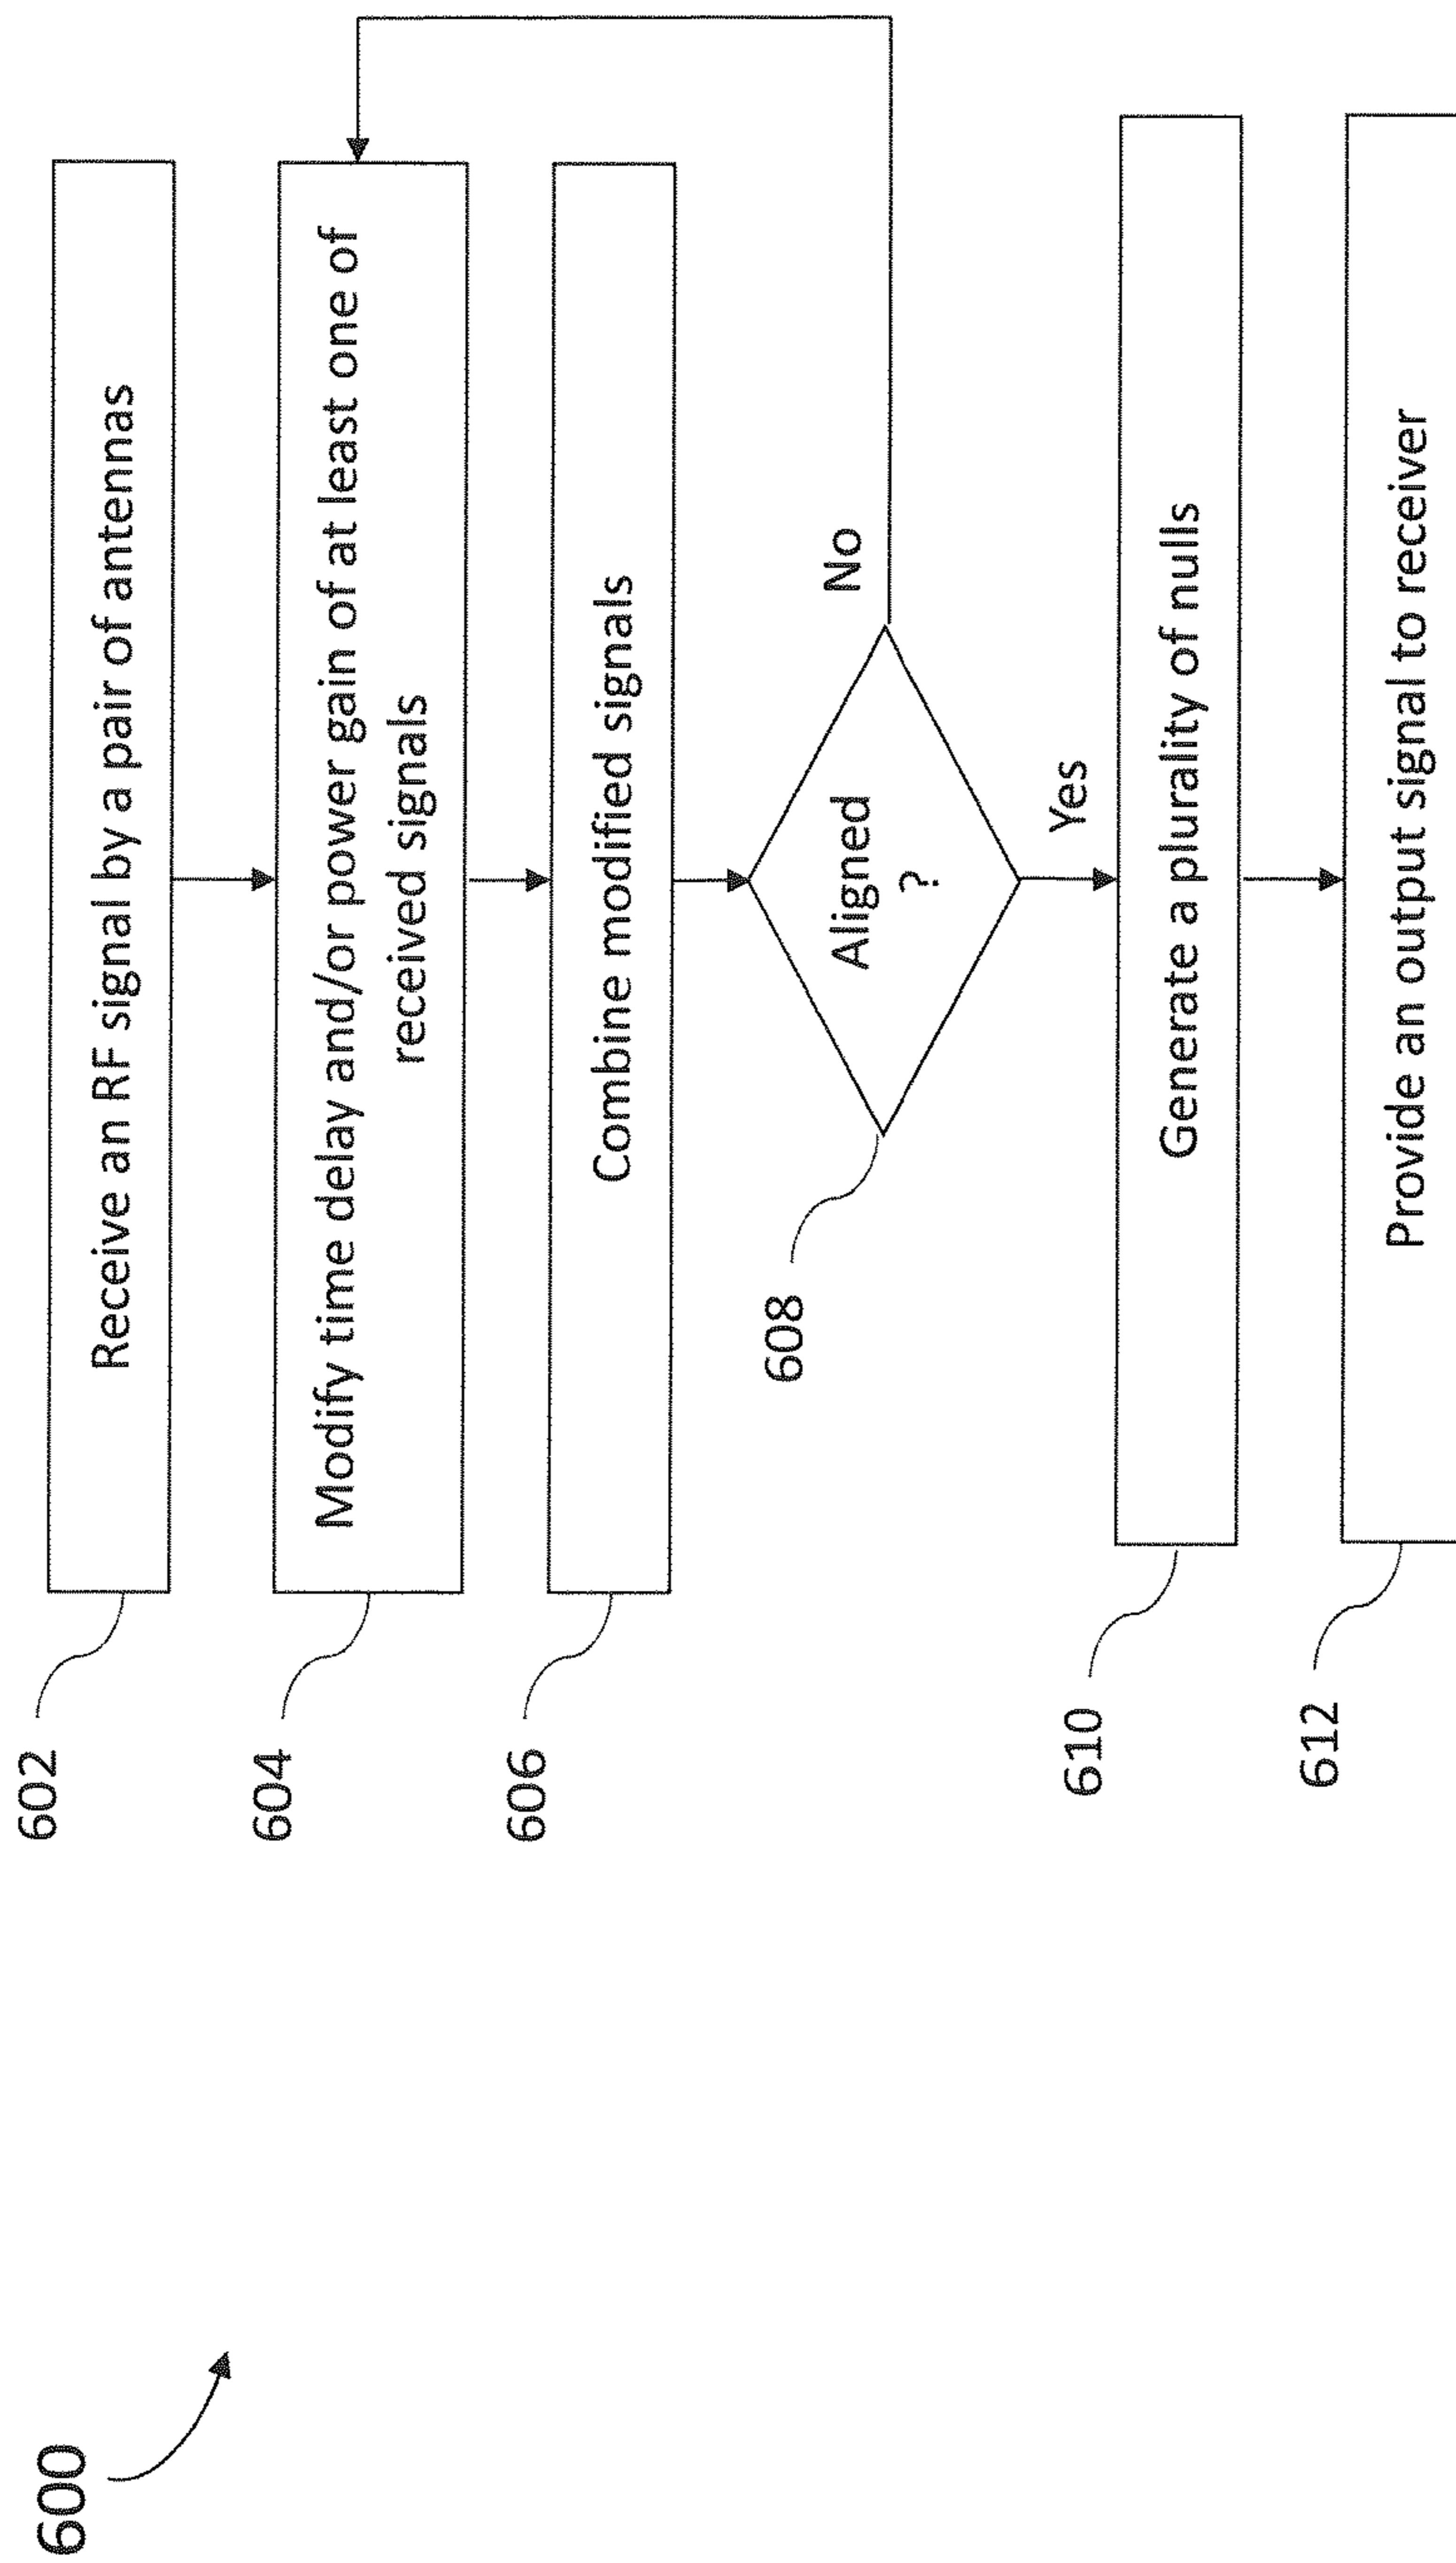 600
602
Receive an RF signal by a pair of antennas
604
Modify time delay and/or power gain of at least one of
received signals
606
Combine modified signals
608
Aligned
?
No
Yes
610
Generate a plurality of nulls
612
Provide an output signal to receiver